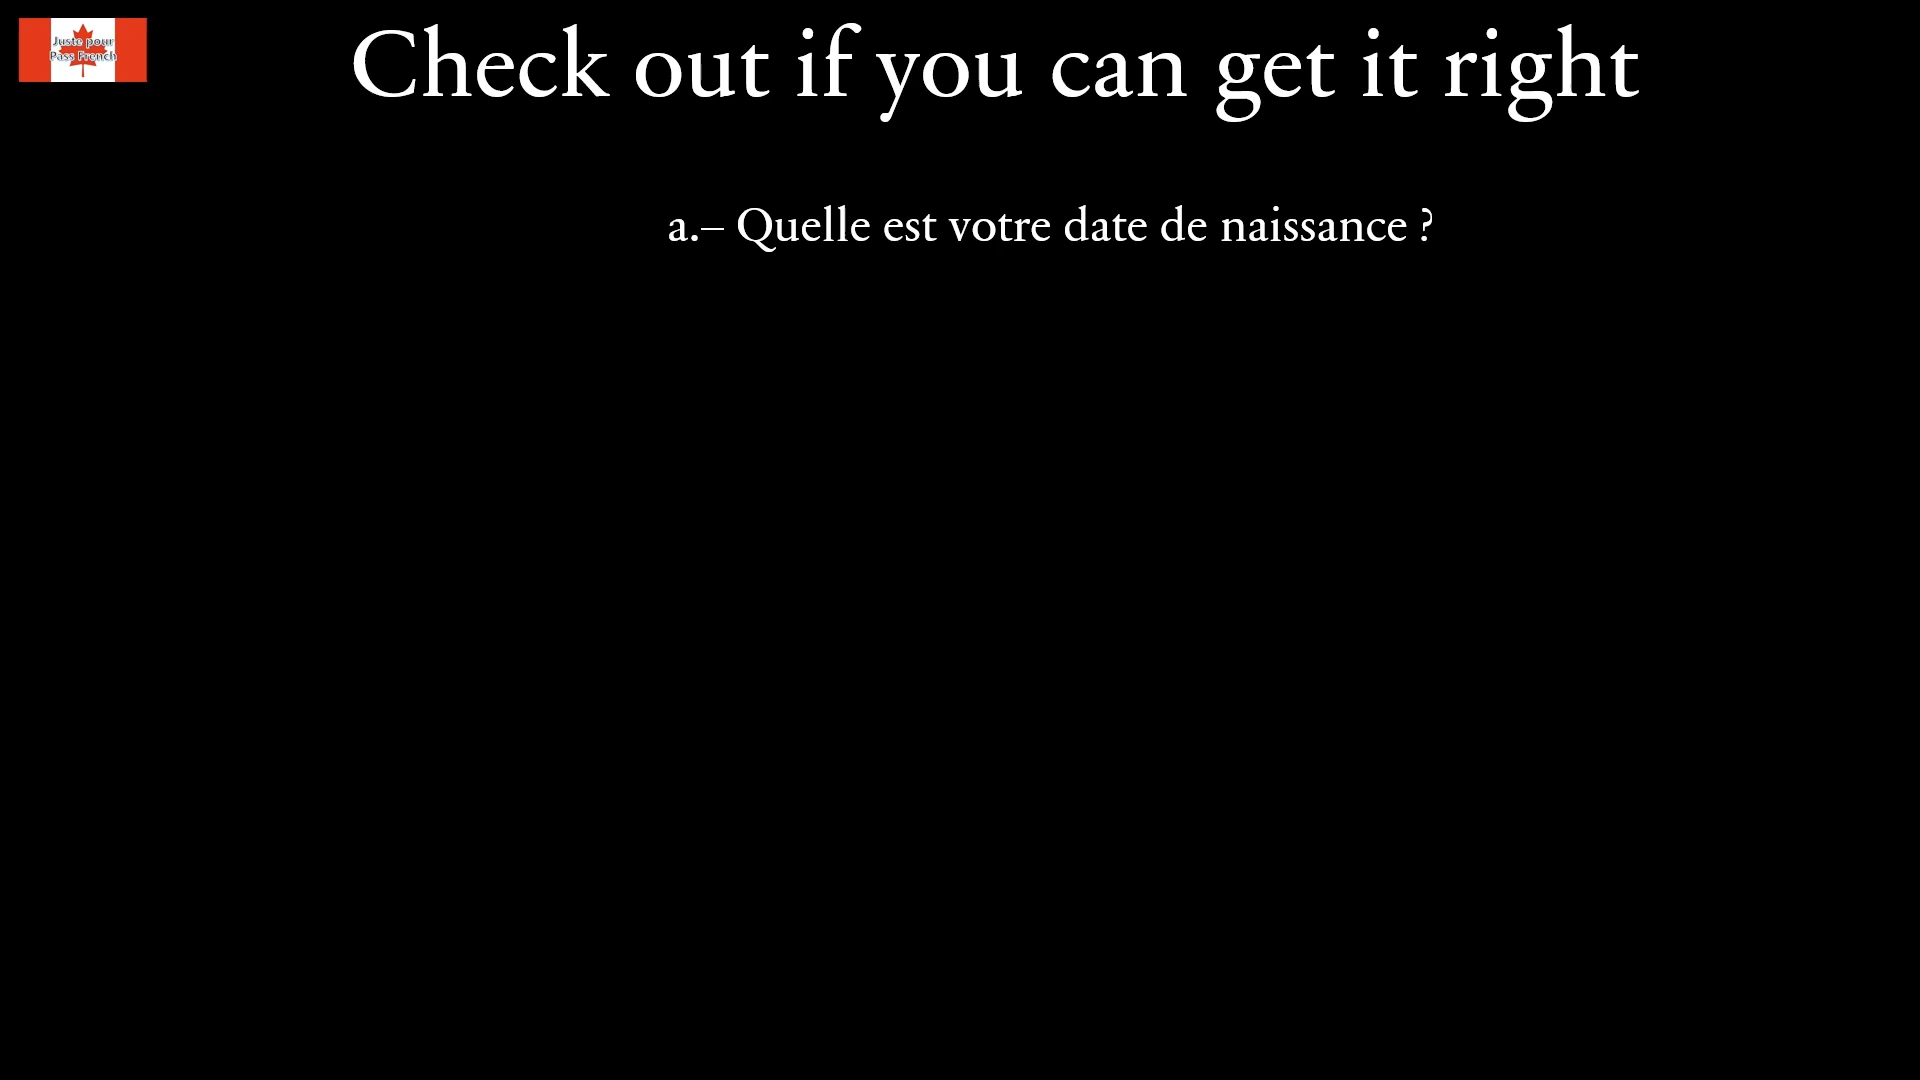 Juste pour
Pass French
Check out if you can get it right
a.– Quelle est votre date de naissance ?